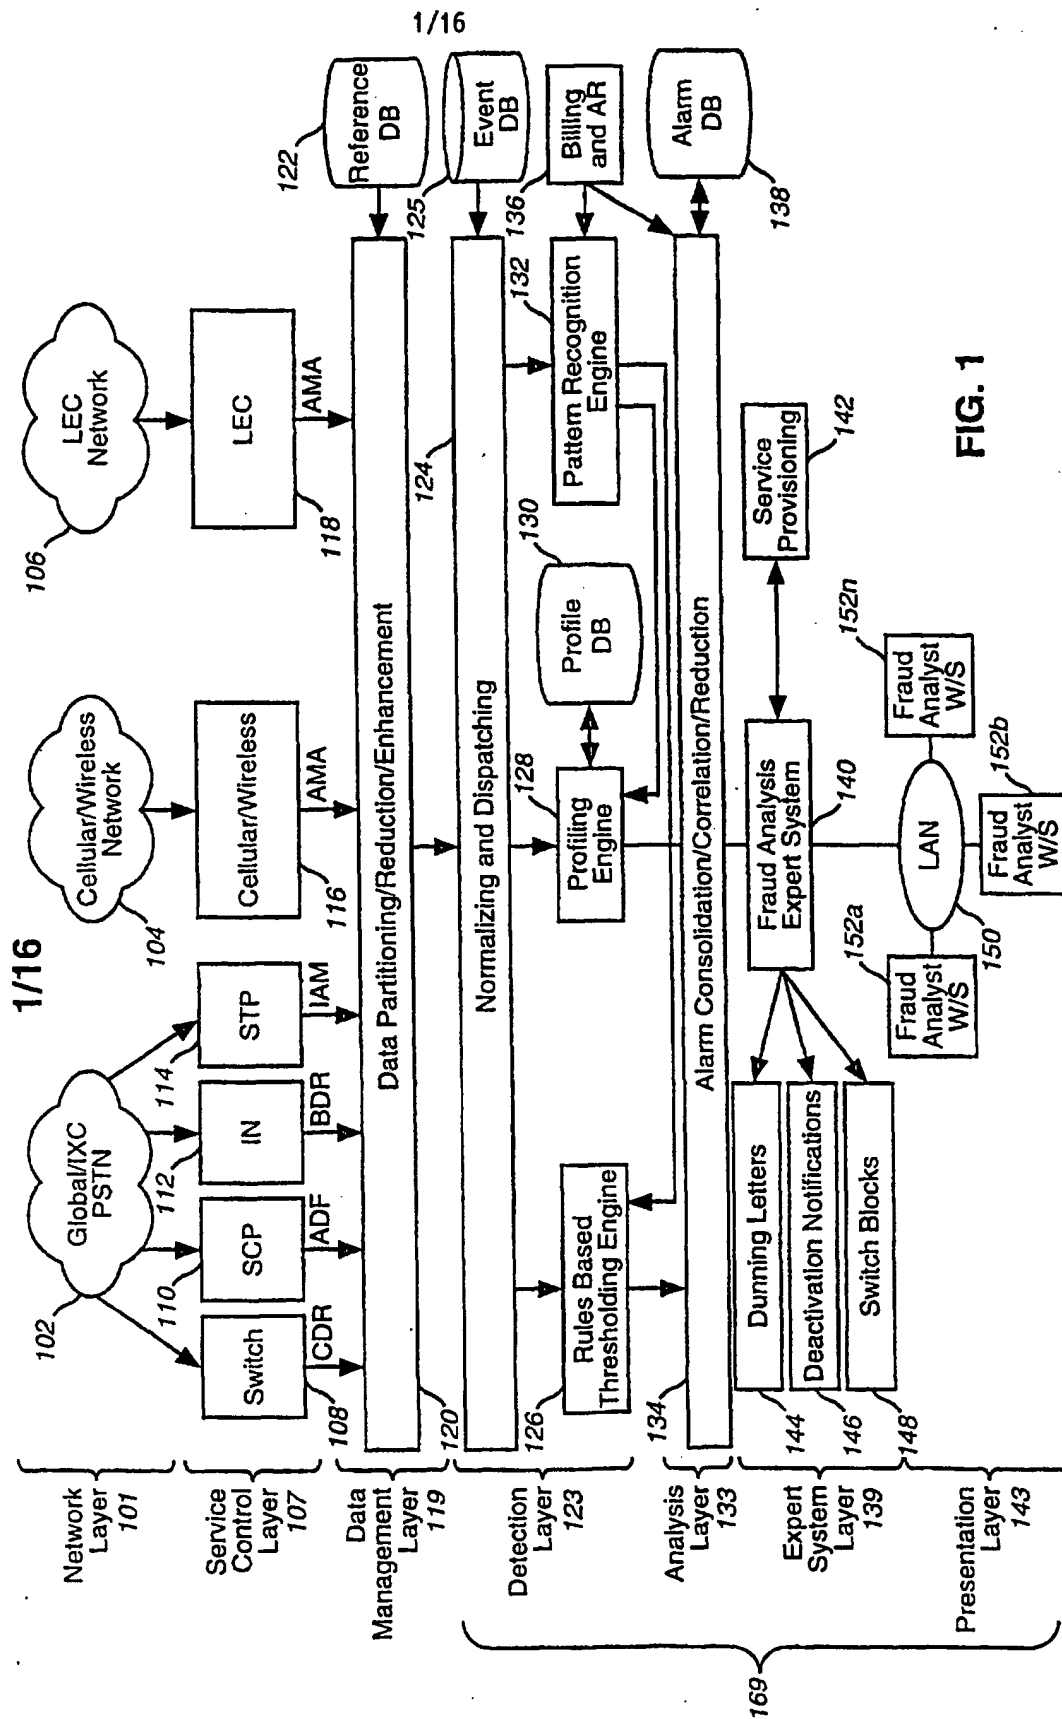 1/16
1/16
Network
Layer
101
Global/IXC
PSTN
102
Cellular/Wireless
Network
104
LEC
Network
106
Service
Control
Layer
107
Switch
108
SCP
110
IN
112
STP
114
Cellular/Wireless
116
LEC
118
CDR
ADF
BDR
IAM
AMA
AMA
Data
Management
Layer
119
Data Partitioning/Reduction/Enhancement
120
Reference
DB
122
Detection
Layer
123
Normalizing and Dispatching
124
Event
DB
125
Rules Based
Thresholding Engine
126
Profiling
Engine
128
Profile
DB
130
Pattern Recognition
Engine
132
Billing
and AR
136
Analysis
Layer
133
Alarm Consolidation/Correlation/Reduction
134
Alarm
DB
138
Expert
System
Layer
139
Dunning Letters
144
Deactivation Notifications
146
Switch Blocks
148
Fraud Analysis
Expert System
140
Service
Provisioning
142
Presentation
Layer
143
Fraud
Analyst
W/S
152a
LAN
150
Fraud
Analyst
W/S
152b
Fraud
Analyst
W/S
152n
169
FIG. 1